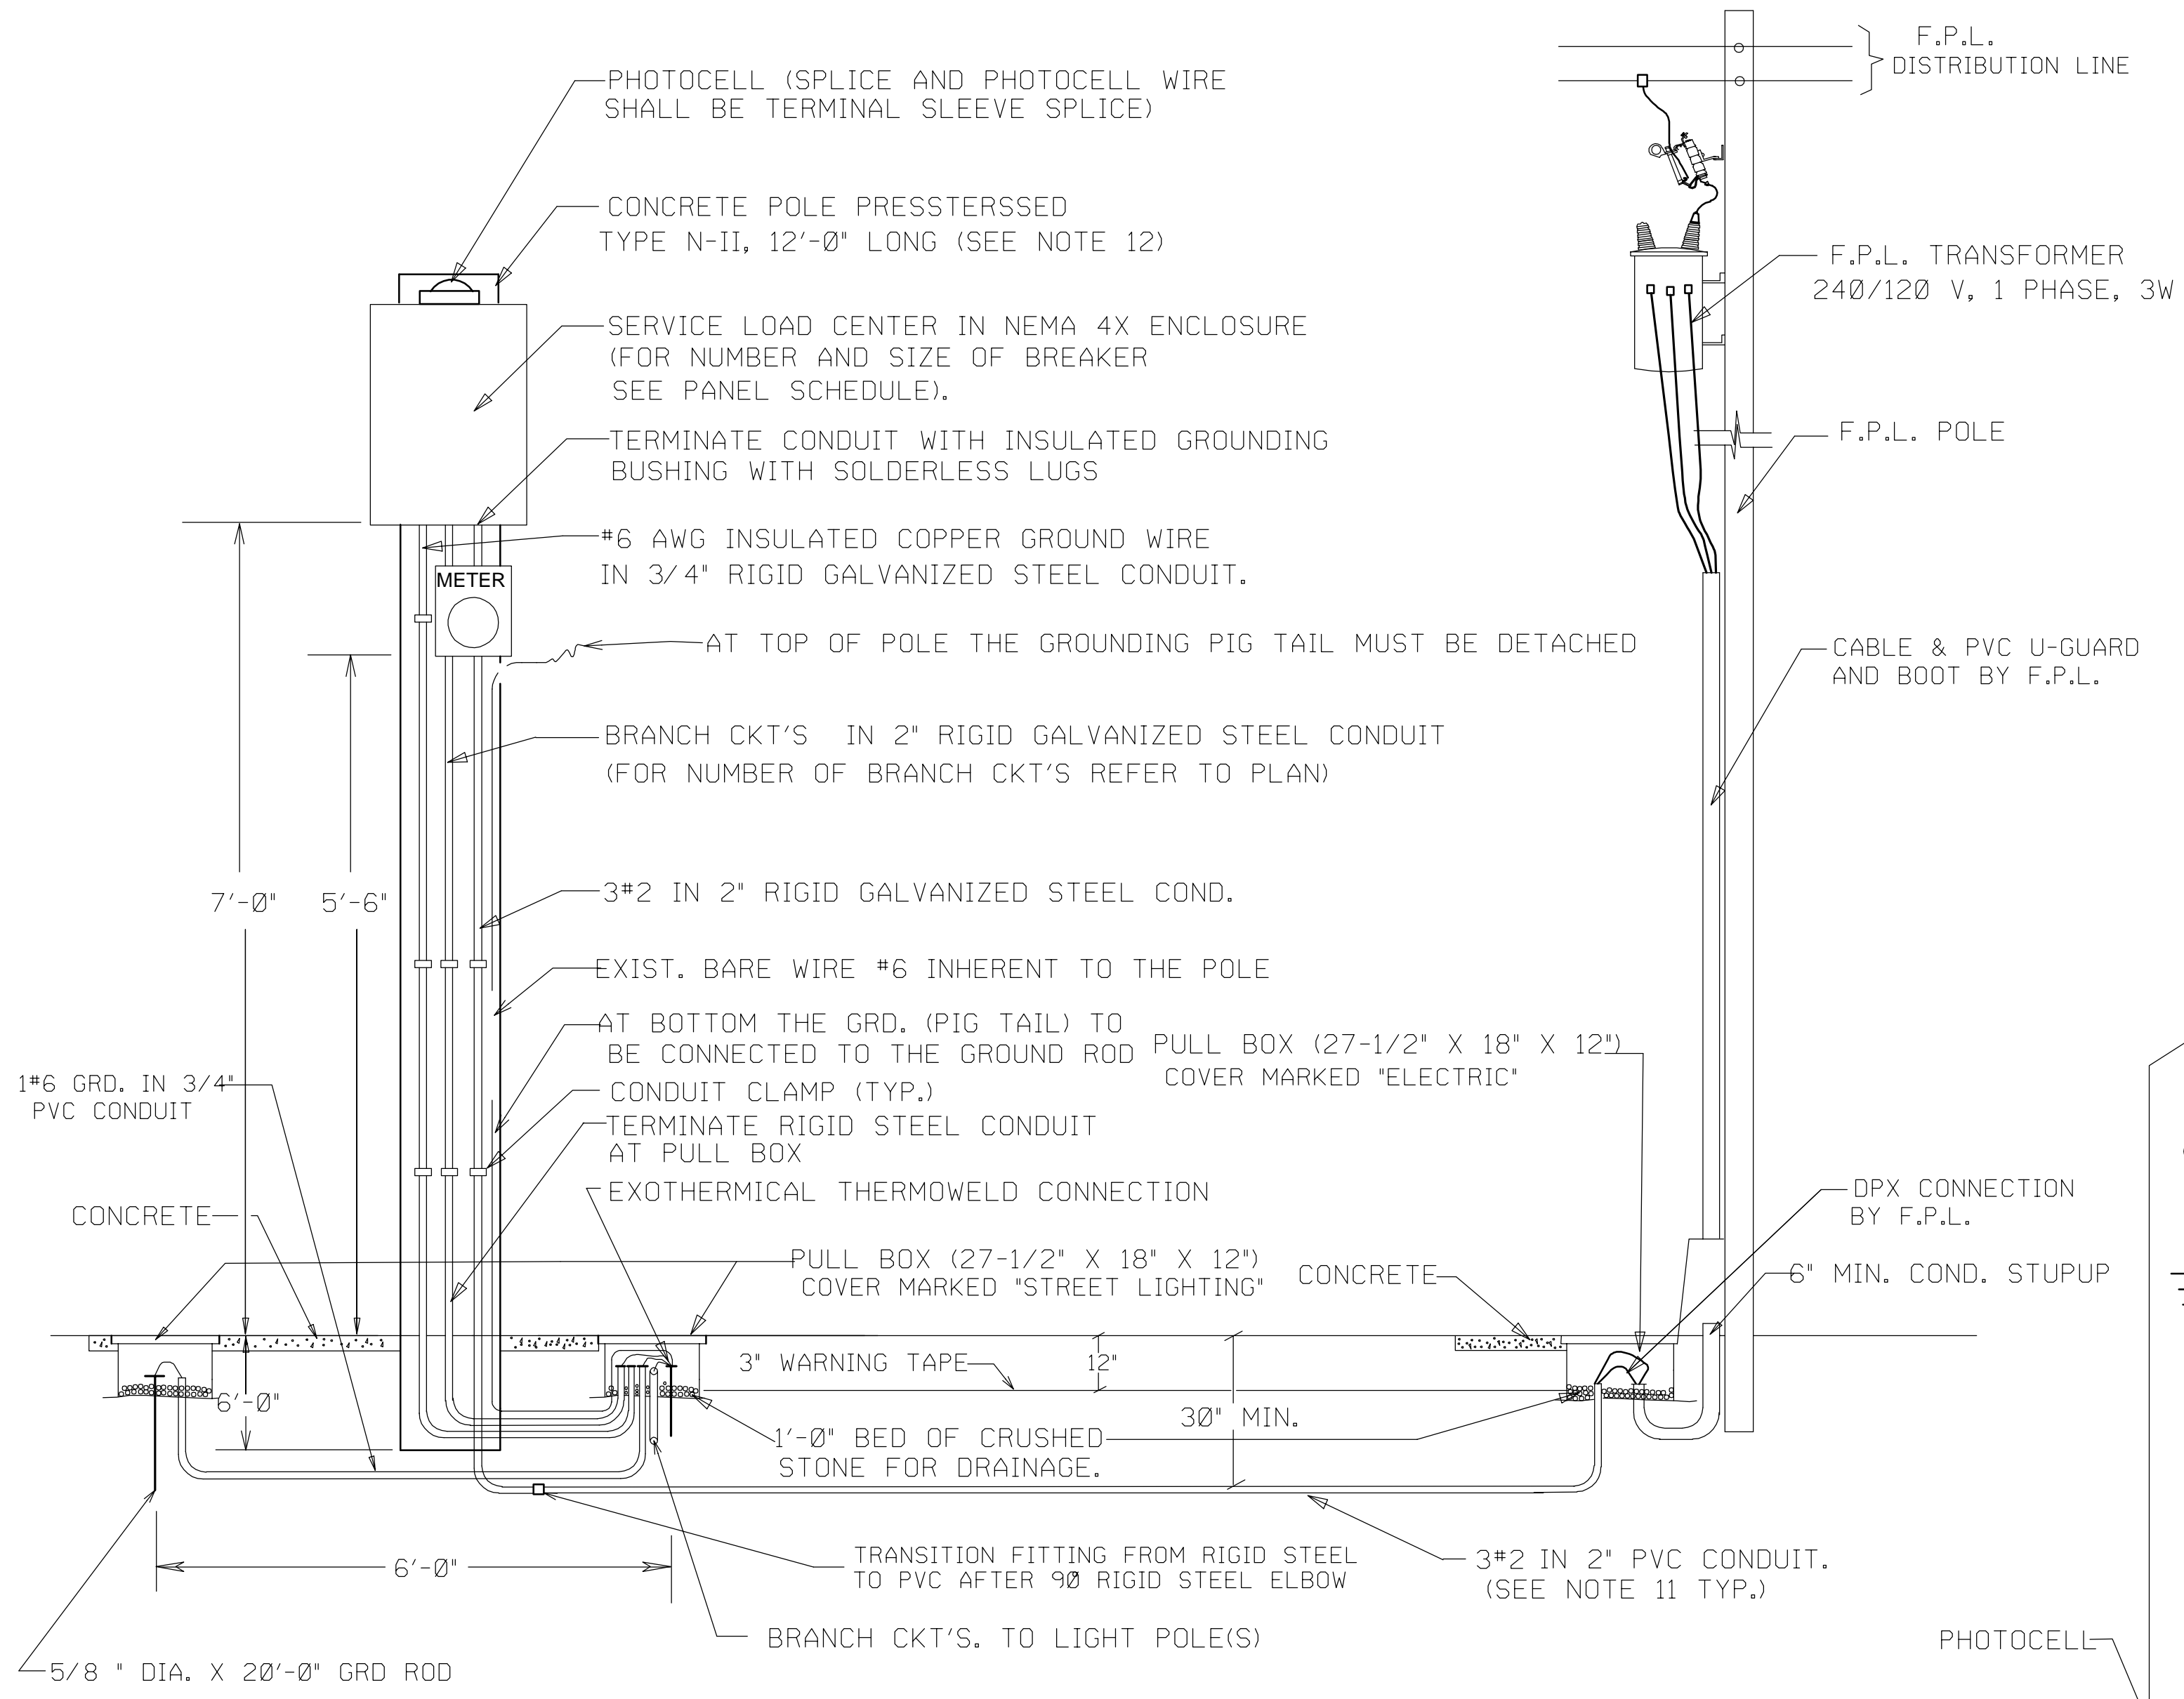 F.P.L.
DISTRIBUTION LINE
PHOTOCELL (SPLICE AND PHOTOCELL WIRE
SHALL BE TERMINAL SLEEVE SPLICE)
CONCRETE POLE PRESSTERSSED
TYPE N-II, 12'-0" LONG (SEE NOTE 12)
F.P.L. TRANSFORMER
240/120 V, 1 PHASE, 3W
SERVICE LOAD CENTER IN NEMA 4X ENCLOSURE
(FOR NUMBER AND SIZE OF BREAKER
SEE PANEL SCHEDULE).
TERMINATE CONDUIT WITH INSULATED GROUNDING
BUSHING WITH SOLDERLESS LUGS
F.P.L. POLE
#6 AWG INSULATED COPPER GROUND WIRE
IN 3/4" RIGID GALVANIZED STEEL CONDUIT.
METER
AT TOP OF POLE THE GROUNDING PIG TAIL MUST BE DETACHED
CABLE & PVC U-GUARD
AND BOOT BY F.P.L.
BRANCH CKT'S IN 2" RIGID GALVANIZED STEEL CONDUIT
(FOR NUMBER OF BRANCH CKT'S REFER TO PLAN)
7'-0"
5'-6"
3#2 IN 2" RIGID GALVANIZED STEEL COND.
EXIST. BARE WIRE #6 INHERENT TO THE POLE
AT BOTTOM THE GRD. (PIG TAIL) TO
BE CONNECTED TO THE GROUND ROD
PULL BOX (27-1/2" X 18" X 12")
COVER MARKED "ELECTRIC"
1#6 GRD. IN 3/4"
PVC CONDUIT
CONDUIT CLAMP (TYP.)
TERMINATE RIGID STEEL CONDUIT
AT PULL BOX
EXOTHERMICAL THERMOWELD CONNECTION
DPX CONNECTION
BY F.P.L.
CONCRETE
PULL BOX (27-1/2" X 18" X 12")
COVER MARKED "STREET LIGHTING"
CONCRETE
6" MIN. COND. STUPUP
3" WARNING TAPE
12"
6'-0"
30" MIN.
1'-0" BED OF CRUSHED
STONE FOR DRAINAGE.
6'-0"
TRANSITION FITTING FROM RIGID STEEL
TO PVC AFTER 90 RIGID STEEL ELBOW
3#2 IN 2" PVC CONDUIT.
(SEE NOTE 11 TYP.)
BRANCH CKT'S. TO LIGHT POLE(S)
PHOTOCELL
5/8 " DIA. X 20'-0" GRD ROD